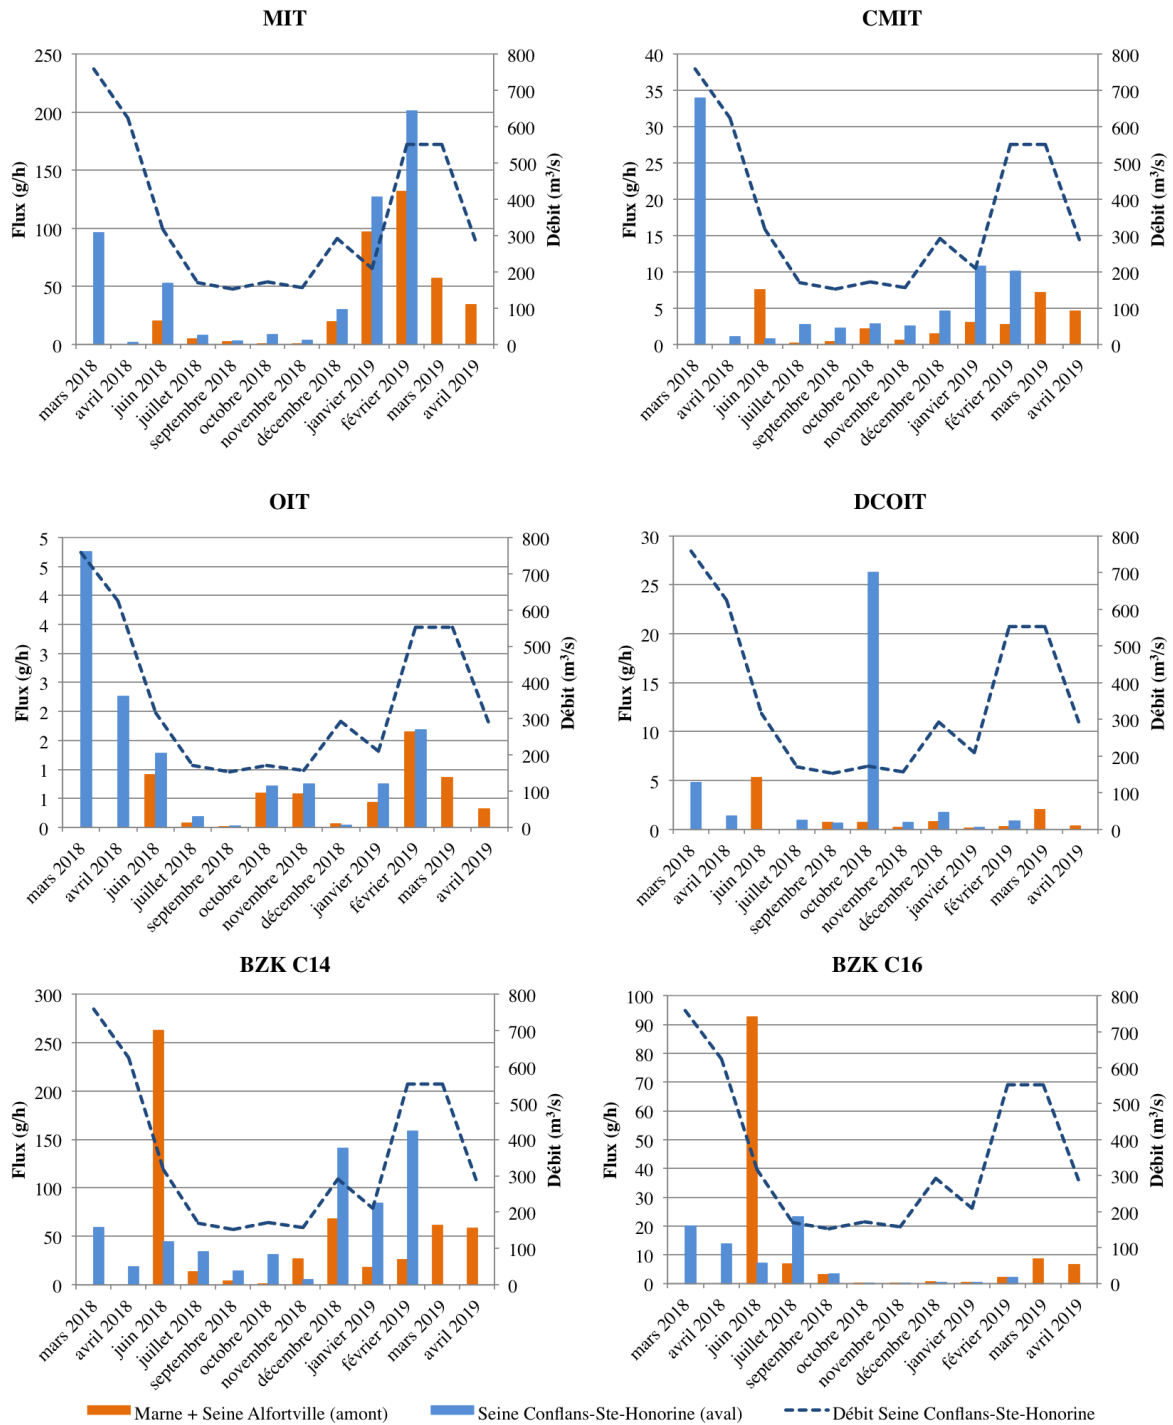 MIT
250
200
150
100
50
0
Flux (g/h)
800
700
600
500
400
300
200
100
0
Débit (m³/s)
mars 2018
avril 2018
juin 2018
juillet 2018
septembre 2018
octobre 2018
novembre 2018
décembre 2018
janvier 2019
février 2019
mars 2019
avril 2019
CMIT
40
35
30
25
20
15
10
5
0
Flux (g/h)
800
700
600
500
400
300
200
100
0
Débit (m³/s)
mars 2018
avril 2018
juin 2018
juillet 2018
septembre 2018
octobre 2018
novembre 2018
décembre 2018
janvier 2019
février 2019
mars 2019
avril 2019
OIT
5
5
4
4
3
3
2
2
1
1
0
Flux (g/h)
800
700
600
500
400
300
200
100
0
Débit (m³/s)
mars 2018
avril 2018
juin 2018
juillet 2018
septembre 2018
octobre 2018
novembre 2018
décembre 2018
janvier 2019
février 2019
mars 2019
avril 2019
DCOIT
30
25
20
15
10
5
0
Flux (g/h)
800
700
600
500
400
300
200
100
0
Débit (m³/s)
mars 2018
avril 2018
juin 2018
juillet 2018
septembre 2018
octobre 2018
novembre 2018
décembre 2018
janvier 2019
février 2019
mars 2019
avril 2019
BZK C14
300
250
200
150
100
50
0
Flux (g/h)
800
700
600
500
400
300
200
100
0
Débit (m³/s)
mars 2018
avril 2018
juin 2018
juillet 2018
septembre 2018
octobre 2018
novembre 2018
décembre 2018
janvier 2019
février 2019
mars 2019
avril 2019
BZK C16
100
90
80
70
60
50
40
30
20
10
0
Flux (g/h)
800
700
600
500
400
300
200
100
0
Débit (m³/s)
mars 2018
avril 2018
juin 2018
juillet 2018
septembre 2018
octobre 2018
novembre 2018
décembre 2018
janvier 2019
février 2019
mars 2019
avril 2019
Marne + Seine Alfortville (amont) Seine Conflans-Ste-Honorine (aval) Débit Seine Conflans-Ste-Honorine